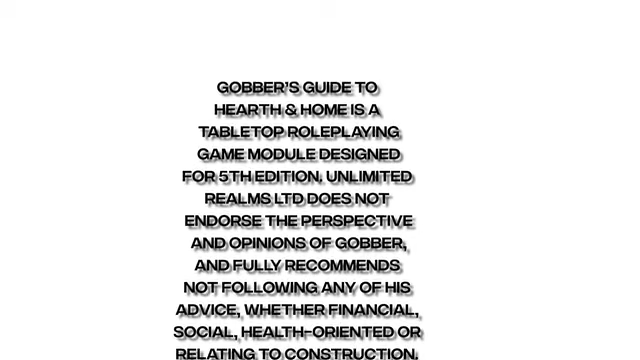 GOBBER'S GUIDE TO
HEARTH & HOME IS A
TABLETOP ROLEPLAYING
GAME MODULE DESIGNED
FOR 5TH EDITION. UNLIMITED
REALMS LTD DOES NOT
ENDORSE THE PERSPECTIVE
AND OPINIONS OF GOBBER,
AND FULLY RECOMMENDS
NOT FOLLOWING ANY OF HIS
ADVICE, WHETHER FINANCIAL,
SOCIAL, HEALTH-ORIENTED OR
RELATING TO CONSTRUCTION.